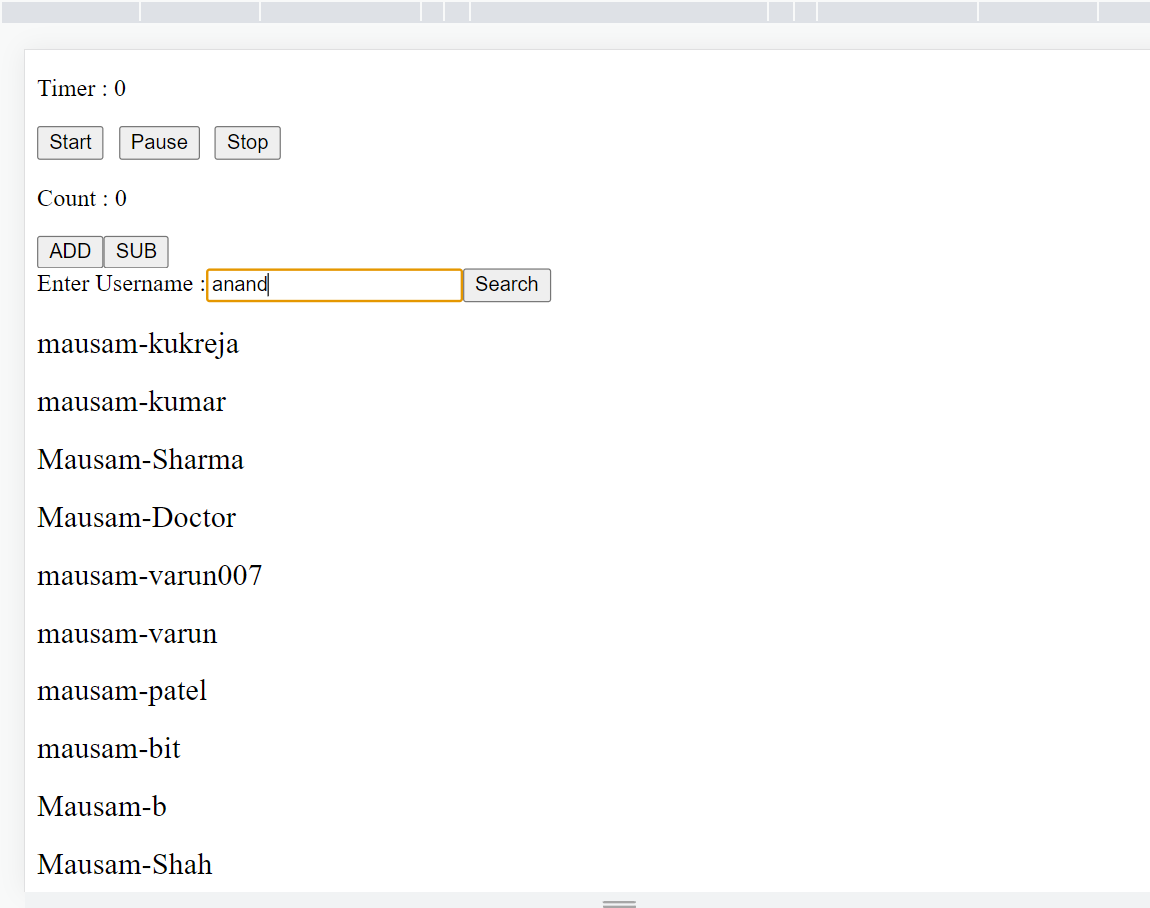 Timer : 0
Start Pause Stop
Count : 0
ADD SUB
Enter Username : anand Search
mausam-kukreja
mausam-kumar
Mausam-Sharma
Mausam-Doctor
mausam-varun007
mausam-varun
mausam-patel
mausam-bit
Mausam-b
Mausam-Shah